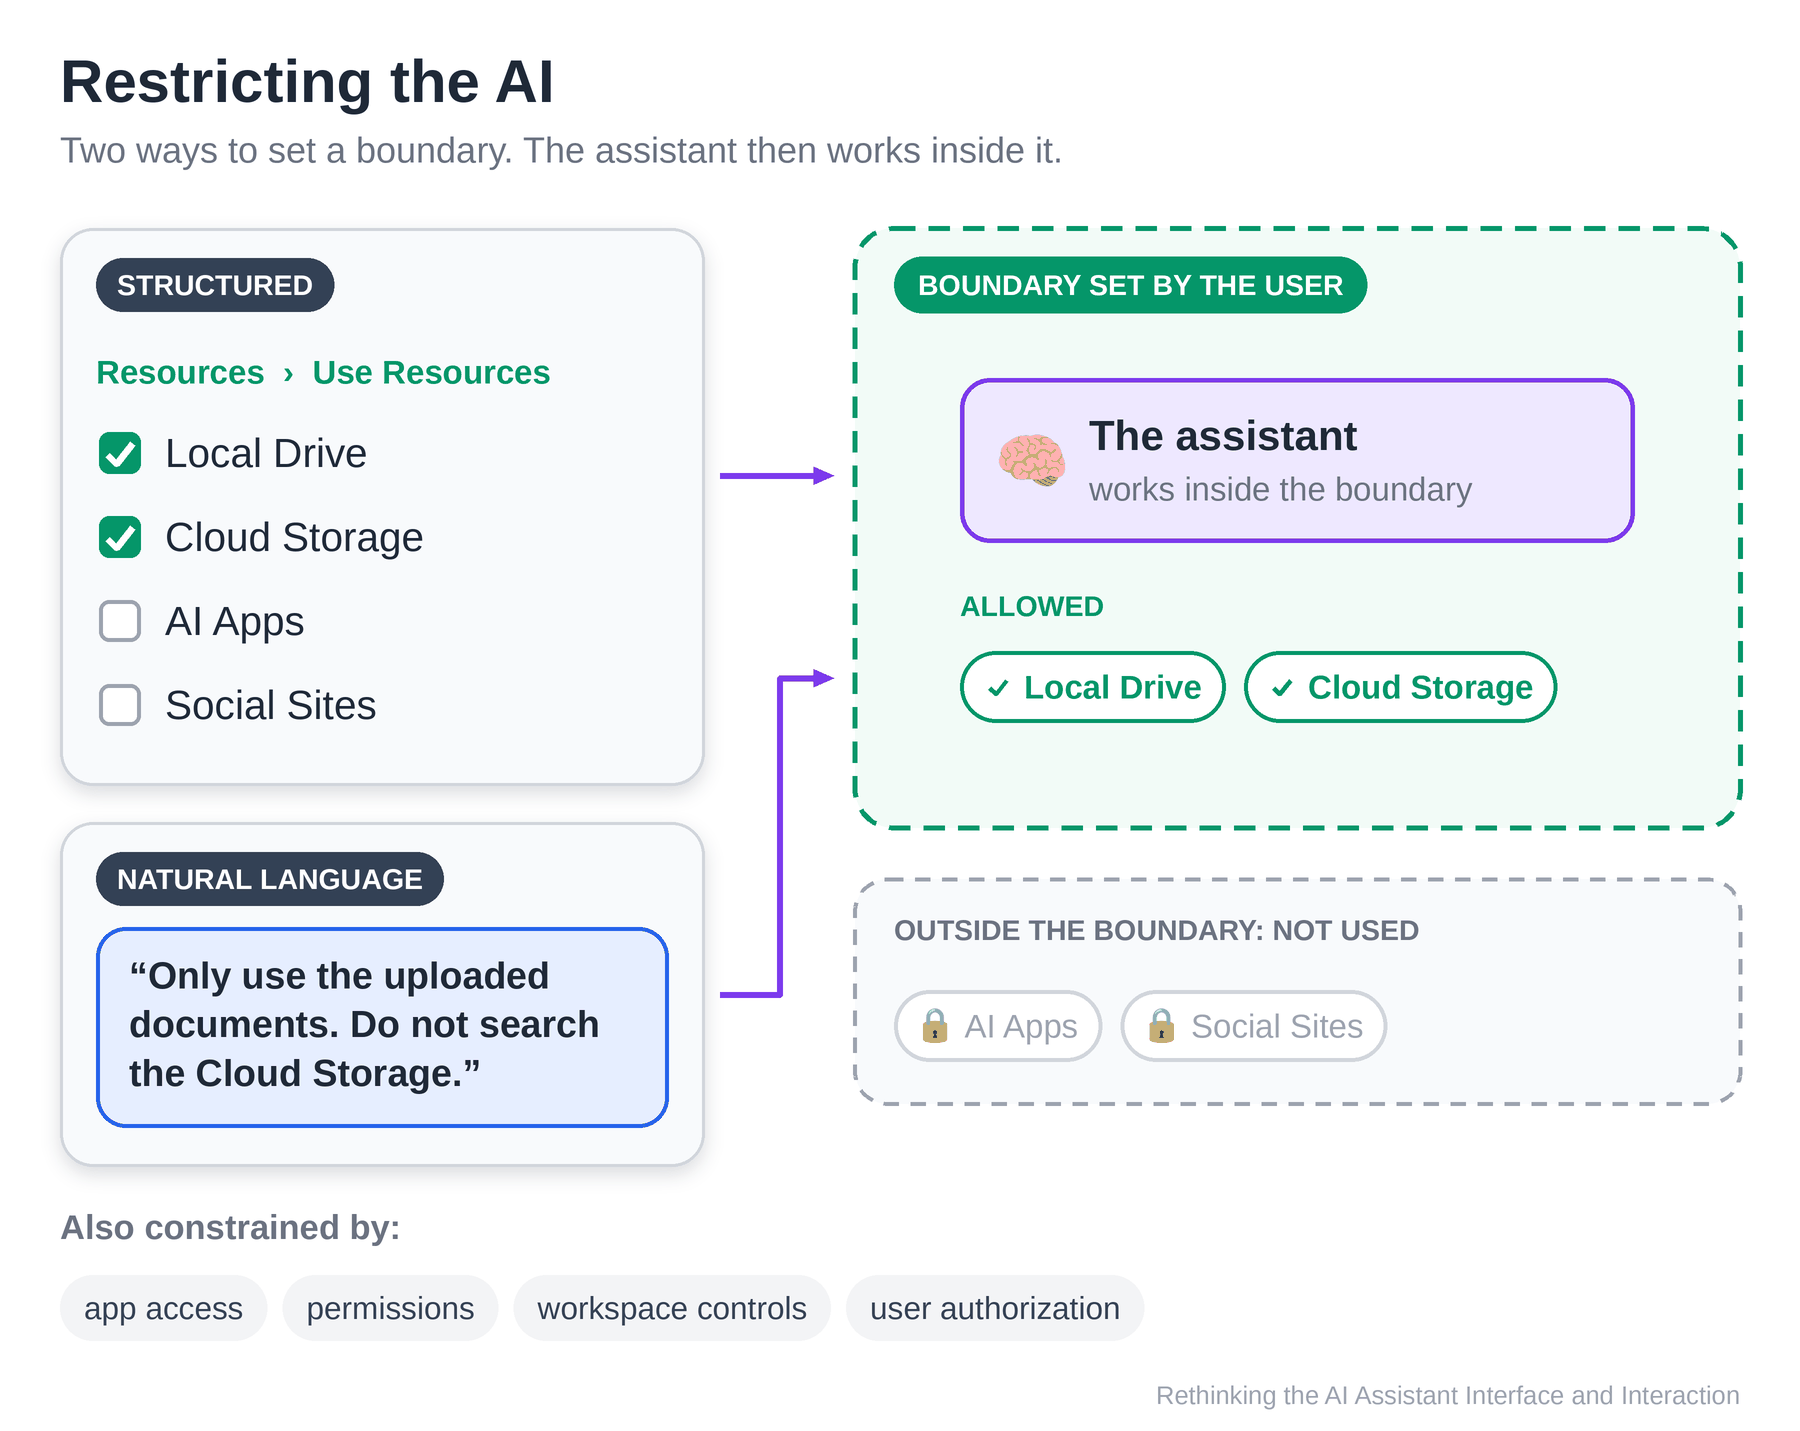 Restricting the AI
Two ways to set a boundary. The assistant then works inside it.
STRUCTURED
Resources › Use Resources
Local Drive
Cloud Storage
AI Apps
Social Sites
NATURAL LANGUAGE
“Only use the uploaded
documents. Do not search
the Cloud Storage.”
BOUNDARY SET BY THE USER
The assistant
works inside the boundary
ALLOWED
✓ Local Drive
✓ Cloud Storage
OUTSIDE THE BOUNDARY: NOT USED
AI Apps
Social Sites
Also constrained by:
app access
permissions
workspace controls
user authorization
Rethinking the AI Assistant Interface and Interaction